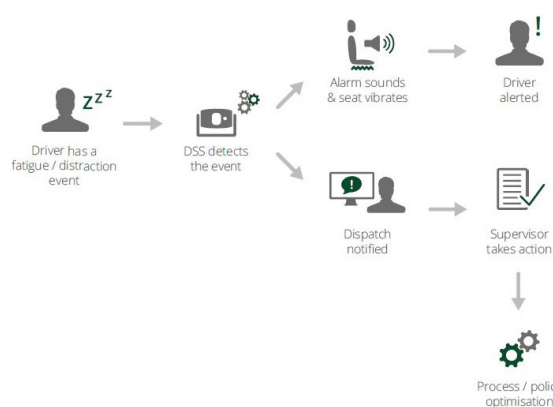 zzz
Driver has a
fatigue / distraction
event
DSS detects
the event
Alarm sounds
& seat vibrates
!
Driver
alerted
!
Dispatch
notified
Supervisor
takes action
Process / polic
optimisation